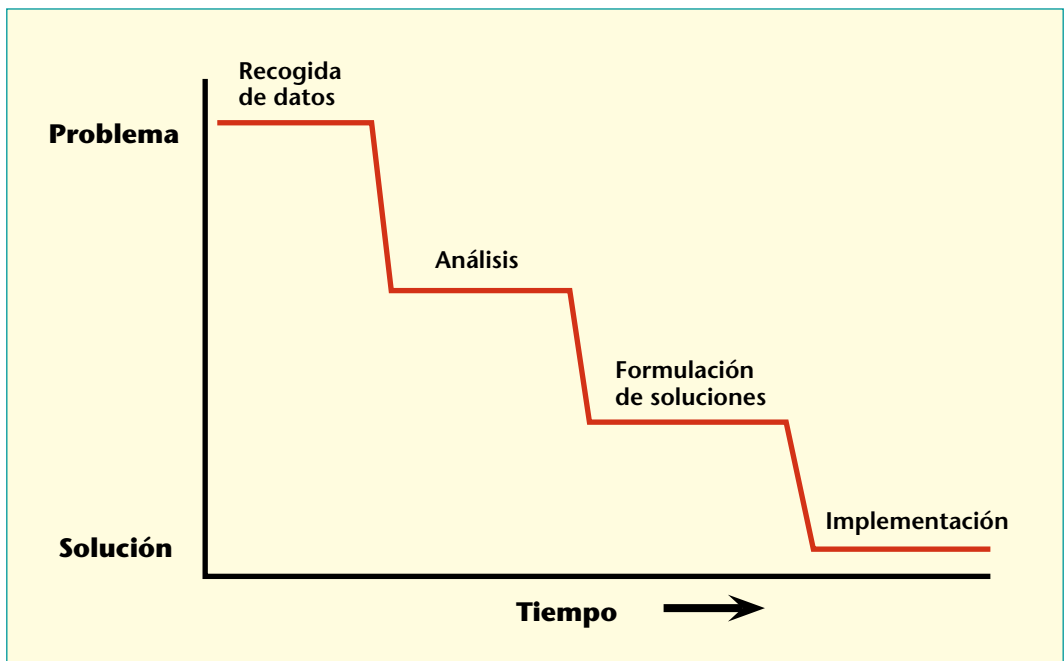 Recogida
de datos
Problema
Análisis
Formulación
de soluciones
Implementación
Solución
Tiempo